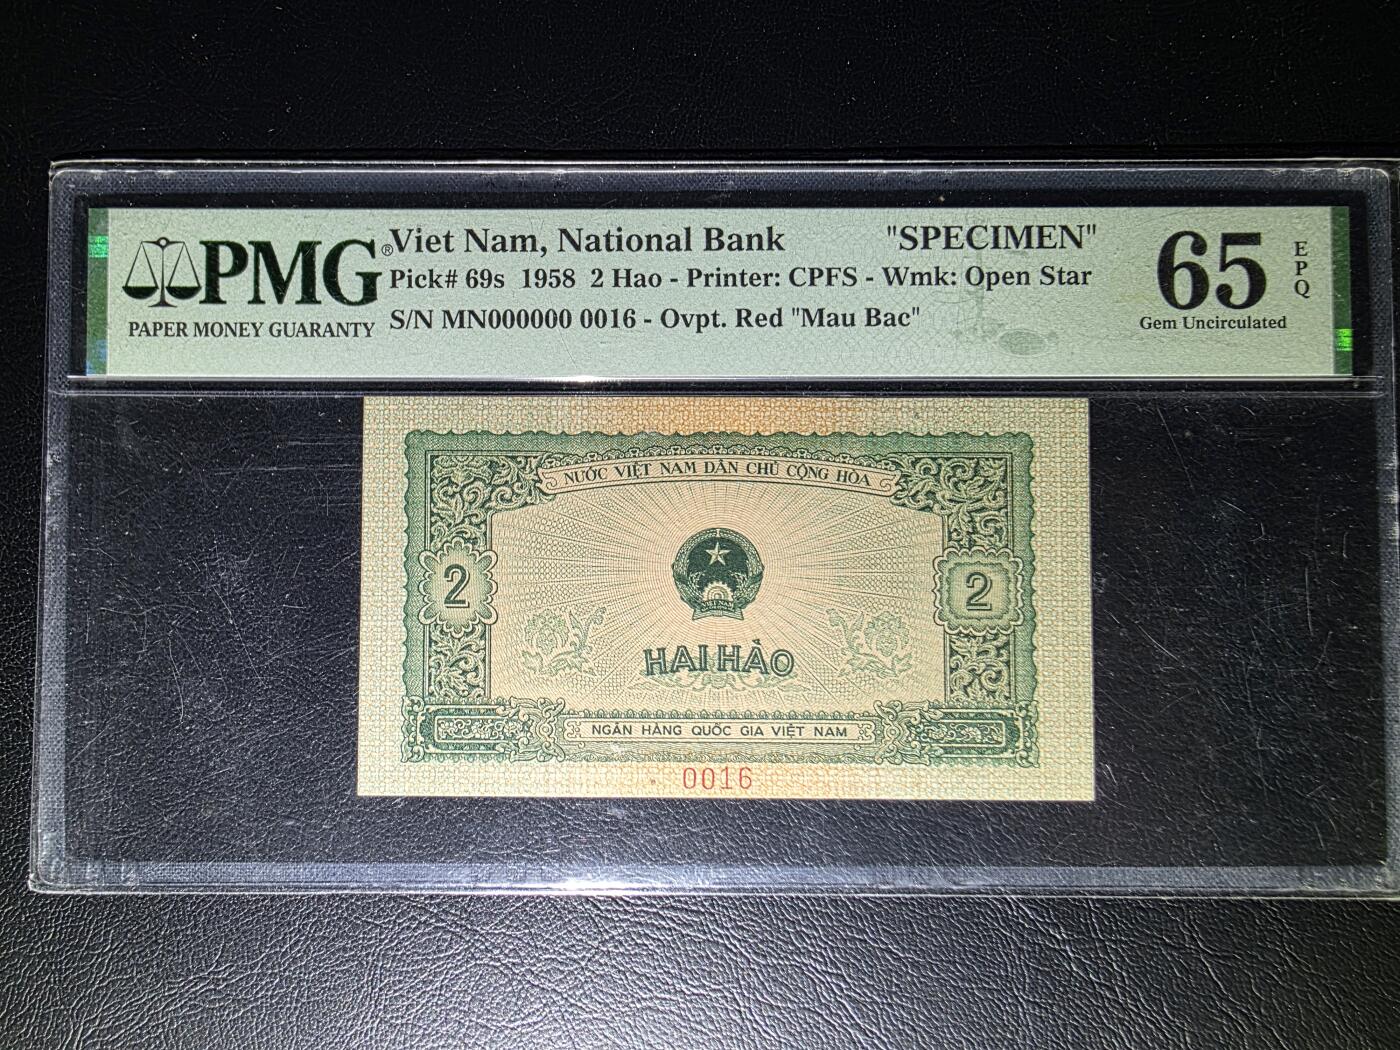 PMG®
PAPER MONEY GUARANTY
Viet Nam, National Bank "SPECIMEN"
Pick# 69s 1958 2 Hao - Printer: CPFS - Wmk: Open Star
S/N MN000000 0016 - Ovpt. Red "Mau Bac"
65
EPQ
Gem Uncirculated
NƯỚC VIỆT NAM DÂN CHỦ CỘNG HÒA
2 2
VIỆT NAM
HAI HÀO
NGÂN HÀNG QUỐC GIA VIỆT NAM
0016